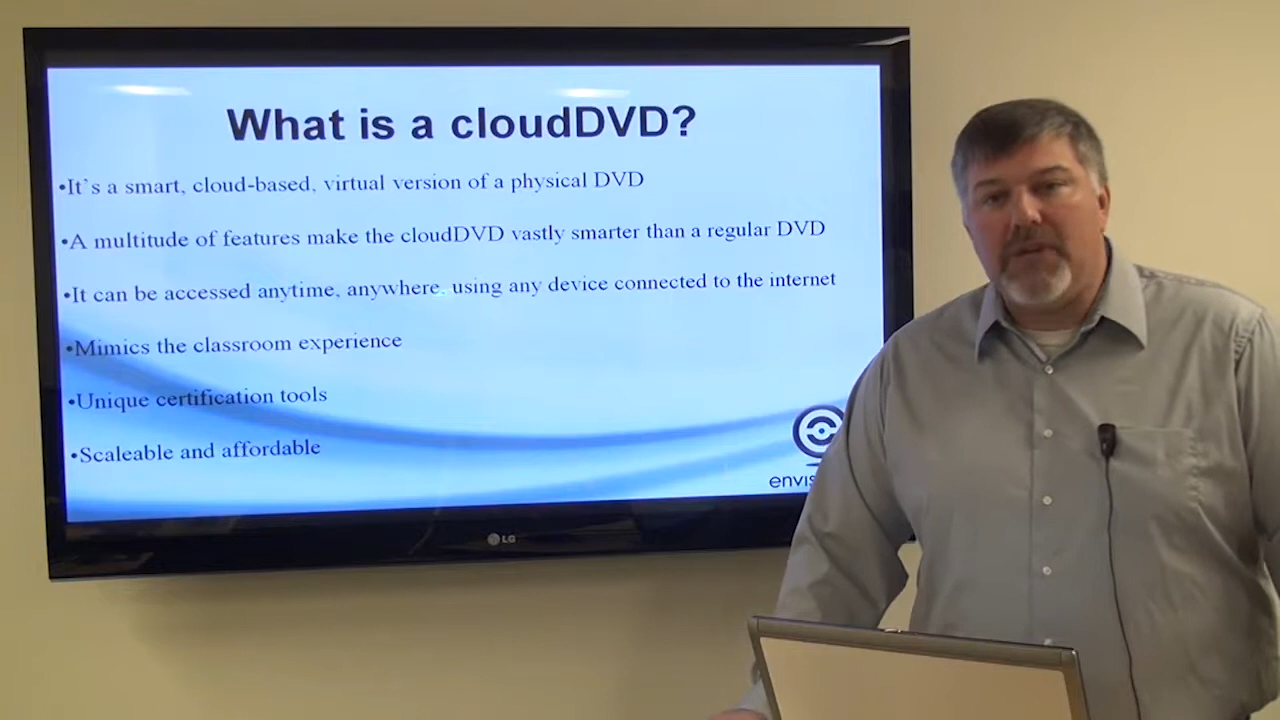 What is a cloudDVD?
•It's a smart, cloud-based, virtual version of a physical DVD
•A multitude of features make the cloudDVD vastly smarter than a regular DVD
•It can be accessed anytime, anywhere, using any device connected to the internet
•Mimics the classroom experience
•Unique certification tools
•Scaleable and affordable
LG